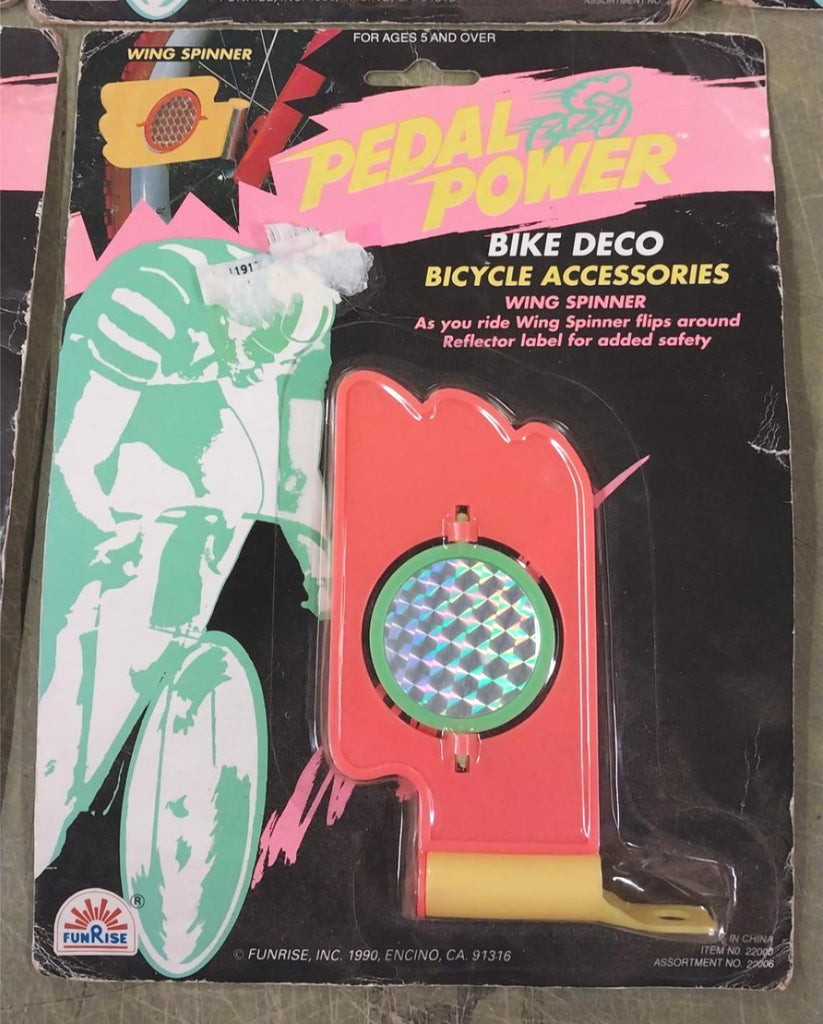 WING SPINNER
FOR AGES 5 AND OVER
PEDAL
POWER™
BIKE DECO
BICYCLE ACCESSORIES
WING SPINNER
As you ride Wing Spinner flips around
Reflector label for added safety
FUNRISE ®
© FUNRISE, INC. 1990, ENCINO, CA. 91316
IN CHINA
ITEM NO. 22000
ASSORTMENT NO. 22006